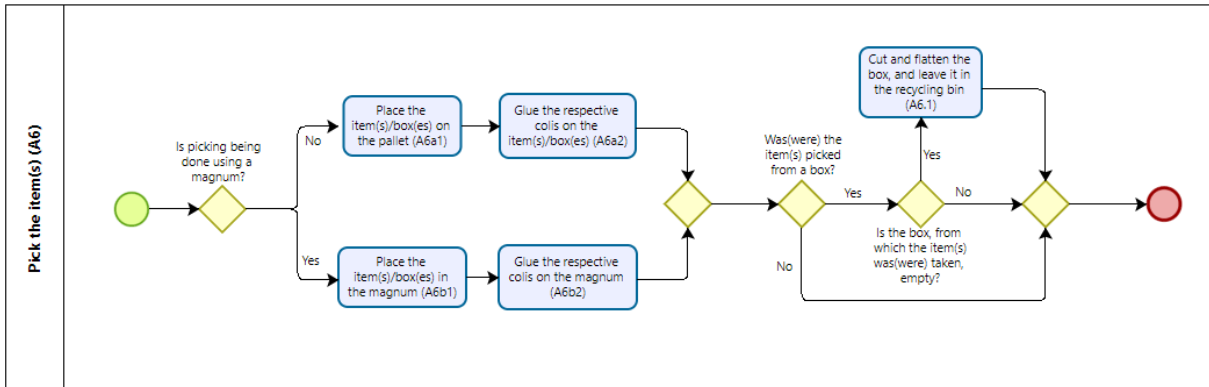 Pick the item(s) (A6)
Is picking being
done using a
magnum?
No
Yes
Place the
item(s)/box(es) on
the pallet (A6a1)
Glue the respective
colis on the
item(s)/box(es) (A6a2)
Place the
item(s)/box(es) in
the magnum (A6b1)
Glue the respective
colis on the magnum
(A6b2)
Was(were) the
item(s) picked
from a box?
Yes
No
Is the box, from
which the item(s)
was(were) taken,
empty?
Yes
No
Cut and flatten the
box, and leave it in
the recycling bin
(A6.1)